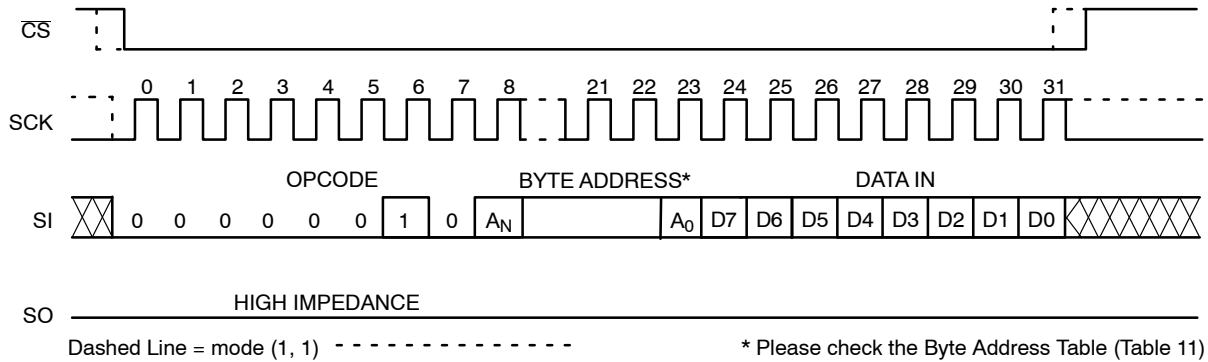 CS
0 1 2 3 4 5 6 7 8 21 22 23 24 25 26 27 28 29 30 31
SCK
OPCODE BYTE ADDRESS* DATA IN
SI 0 0 0 0 0 0 1 0 AN A0 D7 D6 D5 D4 D3 D2 D1 D0
HIGH IMPEDANCE
SO
Dashed Line = mode (1, 1) * Please check the Byte Address Table (Table 11)